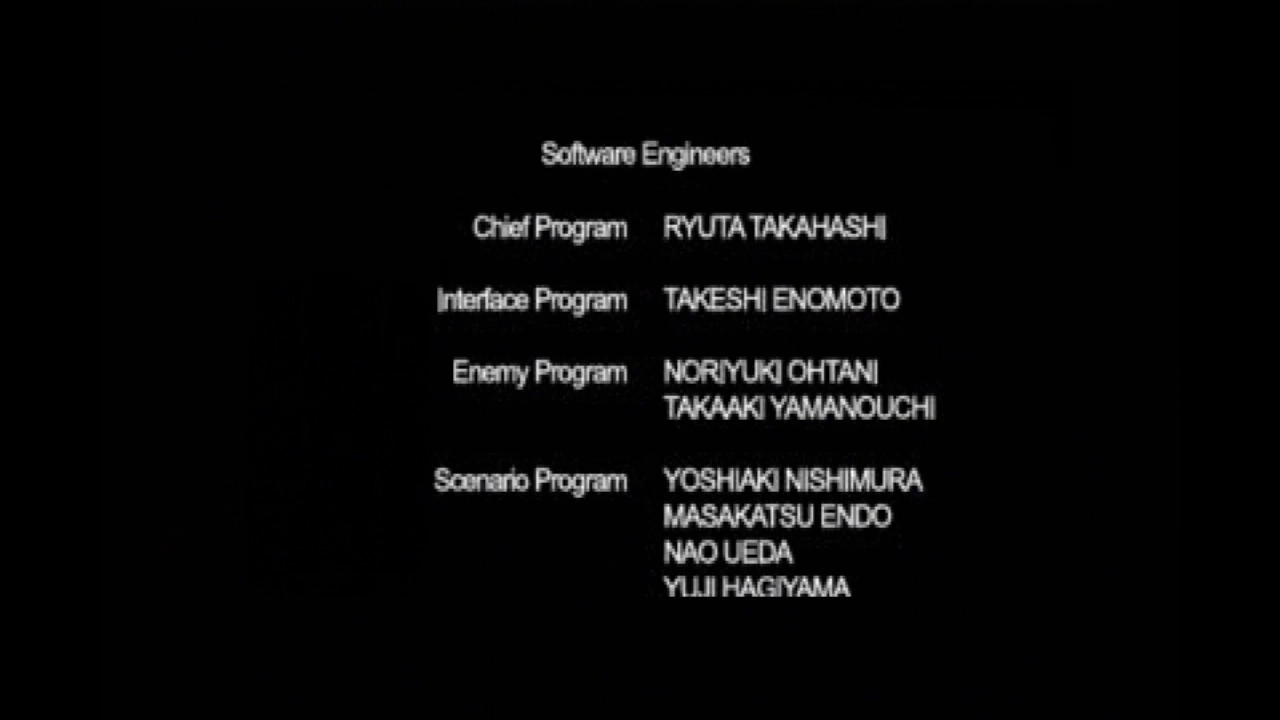 Software Engineers
Chief Program RYUTA TAKAHASHI
Interface Program TAKESHI ENOMOTO
Enemy Program NORIYUKI OHTANI
TAKAAKI YAMANOUCHI
Scenario Program YOSHIAKI NISHIMURA
MASAKATSU ENDO
NAO UEDA
YUJI HAGIYAMA